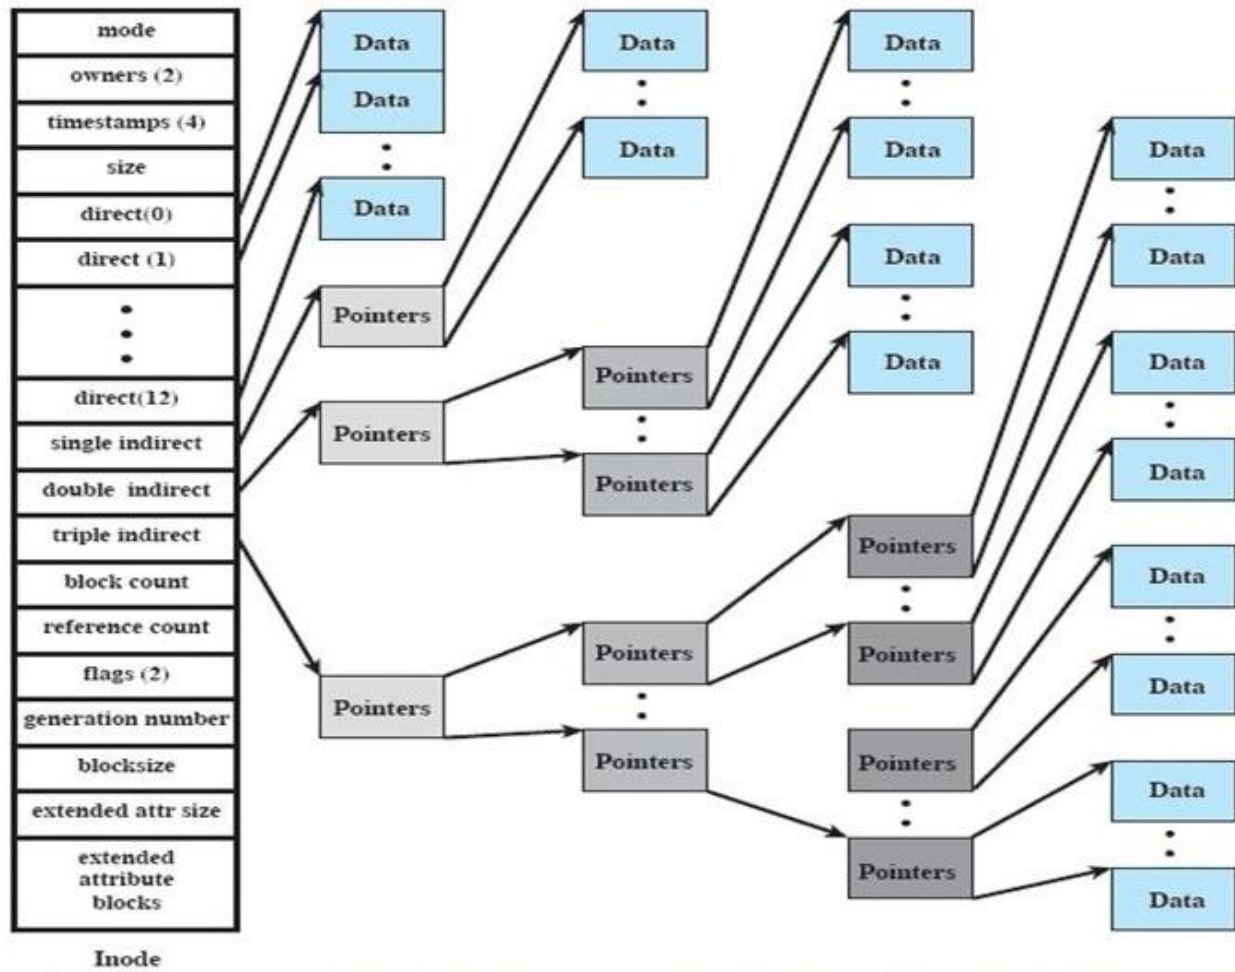 mode
owners (2)
timestamps (4)
size
direct(0)
direct (1)
direct(12)
single indirect
double indirect
triple indirect
block count
reference count
flags (2)
generation number
blocksize
extended attr size
extended
attribute
blocks
Inode
Data
Data
Data
Pointers
Pointers
Pointers
Data
Data
Pointers
Pointers
Pointers
Pointers
Data
Data
Data
Data
Pointers
Pointers
Pointers
Pointers
Data
Data
Data
Data
Data
Data
Data
Data